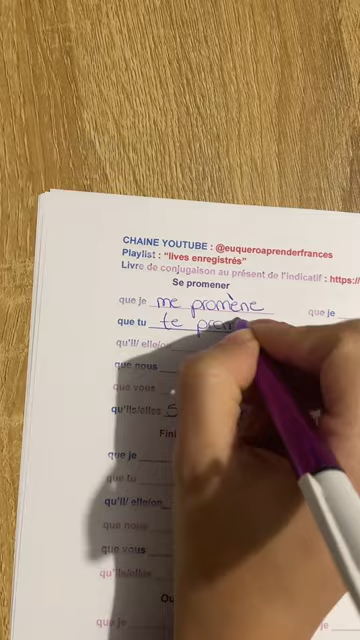 CHAINE YOUTUBE : @euqueroaprenderfrances
Playlist : "lives enregistrés"
Livre de conjugaison au présent de l'indicatif : https://
Se promener
que je me promène
que je
que tu te
qu'il/ elle/on
que nous
que vous
qu'ils/elles
que je
que tu
qu'il/ elle/on
que nous
que vous
qu'ils/elles
que je
je